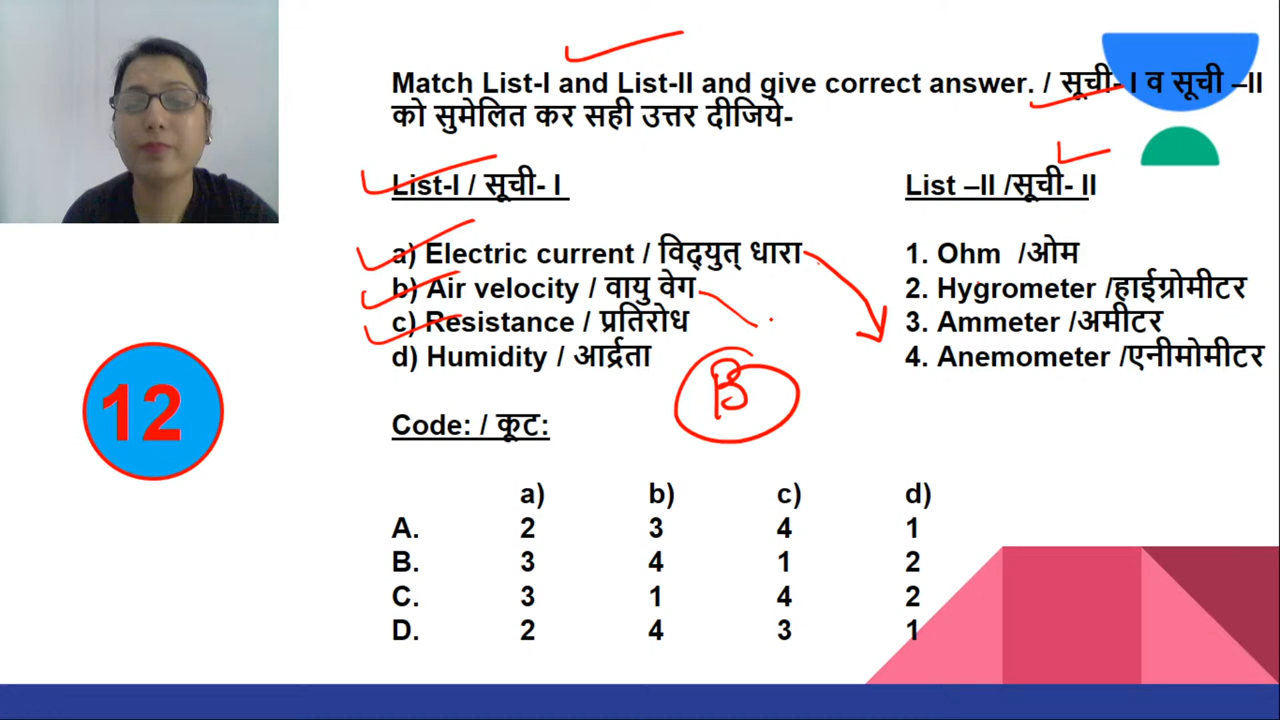 Match List-I and List-II and give correct answer. / सूची- I व सूची –II
को सुमेलित कर सही उत्तर दीजिये-
List-I / सूची- I
List –II /सूची- II
a) Electric current / विद्युत् धारा
1. Ohm /ओम
b) Air velocity / वायु वेग
2. Hygrometer /हाईग्रोमीटर
c) Resistance / प्रतिरोध
3. Ammeter /अमीटर
d) Humidity / आर्द्रता
4. Anemometer /एनीमोमीटर
B
12
Code: / कूट:
a) b) c) d)
A. 2 3 4 1
B. 3 4 1 2
C. 3 1 4 2
D. 2 4 3 1